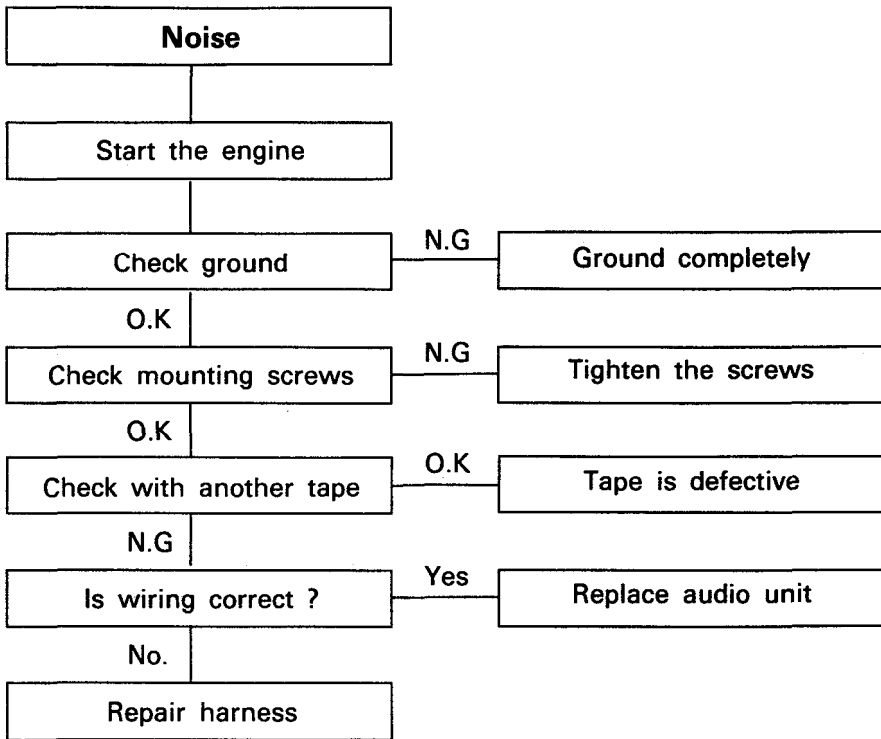 Noise
Start the engine
Check ground
N.G
Ground completely
O.K
Check mounting screws
N.G
Tighten the screws
O.K
Check with another tape
O.K
Tape is defective
N.G
Is wiring correct ?
Yes
Replace audio unit
No.
Repair harness